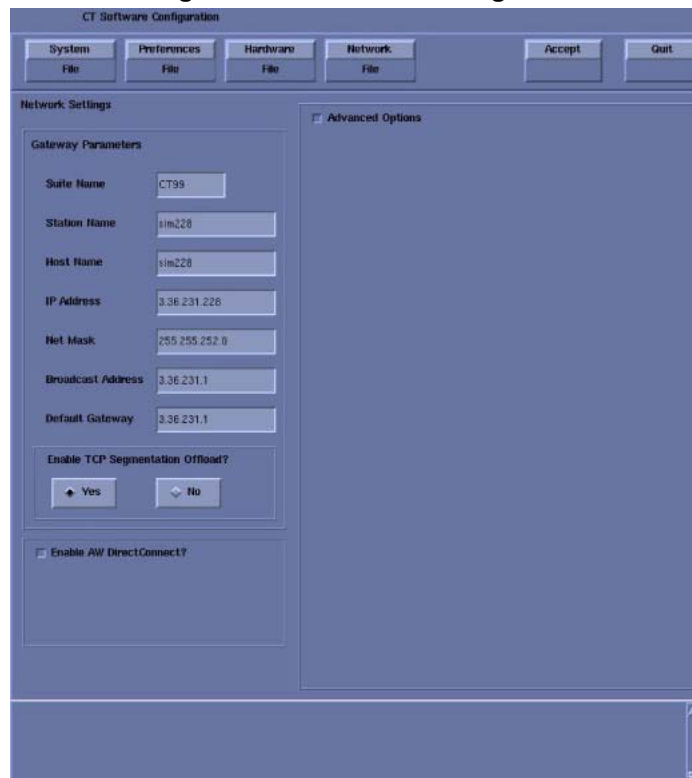 CT Software Configuration
System Preferences Hardware Network Accept Quit
File File File File
Network Settings
Advanced Options
Gateway Parameters
Suite Name CT99
Station Name sim228
Host Name sim228
IP Address 3.36.231.228
Net Mask 255.255.252.0
Broadcast Address 3.36.231.1
Default Gateway 3.36.231.1
Enable TCP Segmentation Offload?
Yes No
Enable AW DirectConnect?